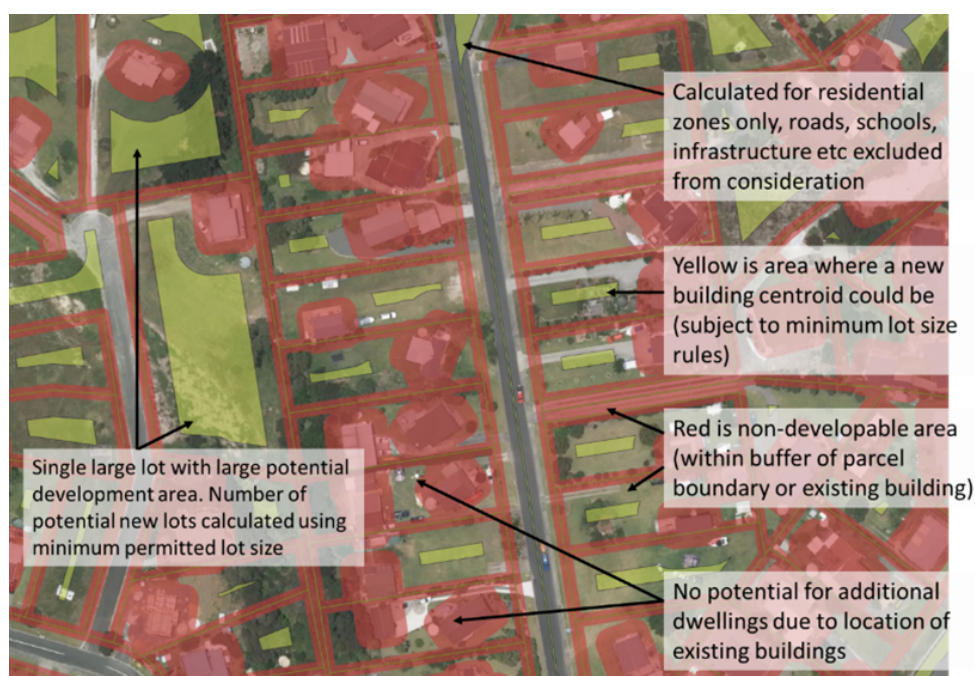 Calculated for residential
zones only, roads, schools,
infrastructure etc excluded
from consideration
Yellow is area where a new
building centroid could be
(subject to minimum lot size
rules)
Red is non-developable area
(within buffer of parcel
boundary or existing building)
Single large lot with large potential
development area. Number of
potential new lots calculated using
minimum permitted lot size
No potential for additional
dwellings due to location of
existing buildings